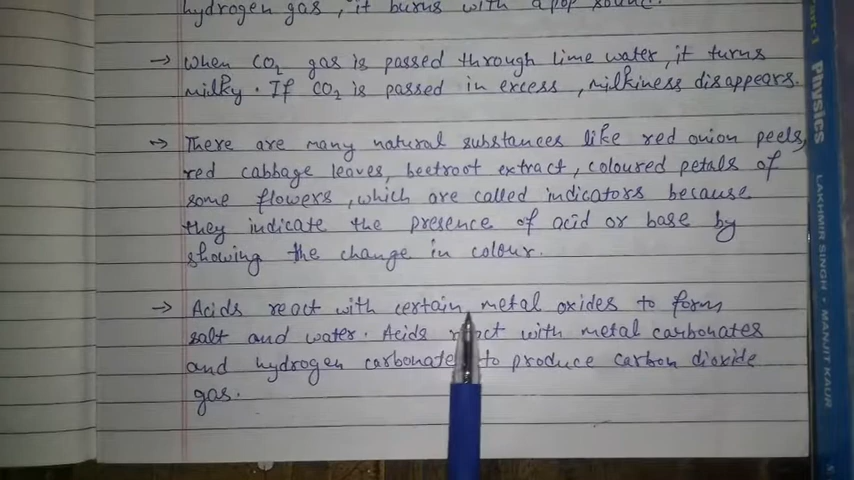 hydrogen gas, it burns with a pop sound.
→ When CO₂ gas is passed through lime water, it turns
milky. If CO₂ is passed in excess, milkiness disappears.
→ There are many natural substances like red onion peels,
red cabbage leaves, beetroot extract, coloured petals of
some flowers, which are called indicators because
they indicate the presence of acid or base by
showing the change in colour.
→ Acids react with certain metal oxides to form
salt and water. Acids react with metal carbonates
and hydrogen carbonates to produce carbon dioxide
gas.
Part-1
Physics
LAKHMIR SINGH • MANJIT KAUR